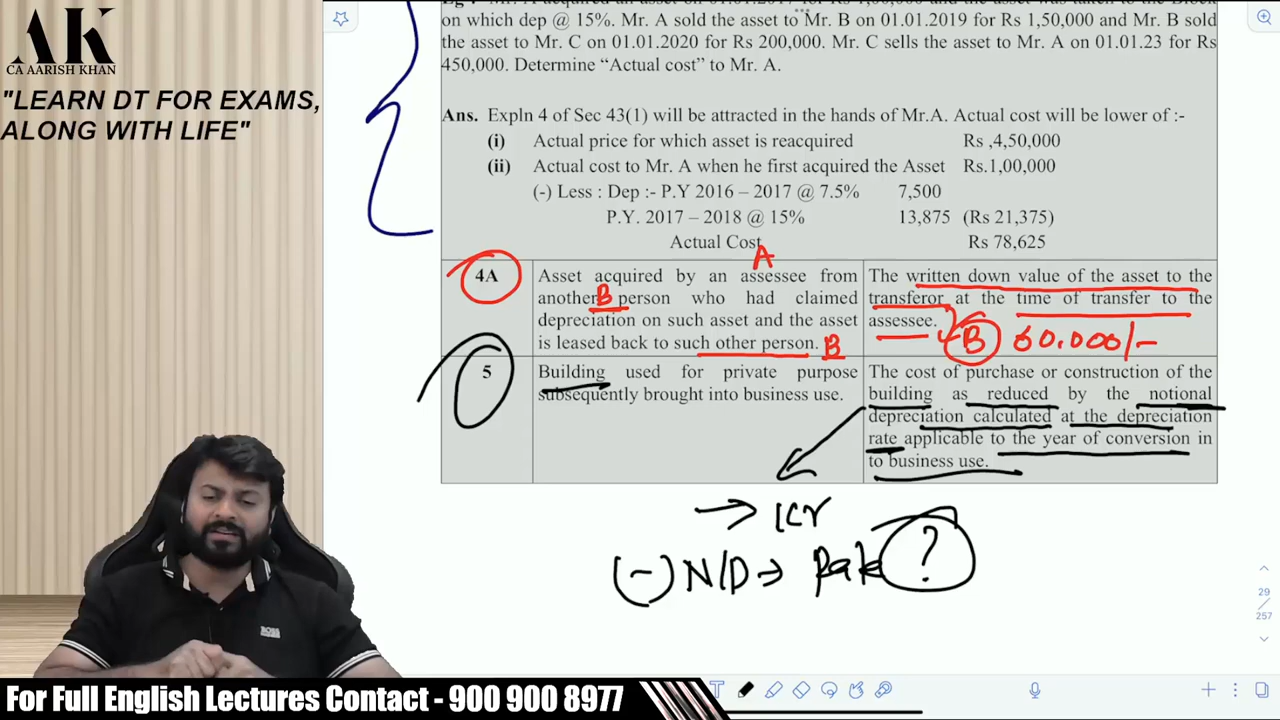 AK
CA AARISH KHAN
"LEARN DT FOR EXAMS,
ALONG WITH LIFE"
on which dep @ 15%. Mr. A sold the asset to Mr. B on 01.01.2019 for Rs 1,50,000 and Mr. B sold
the asset to Mr. C on 01.01.2020 for Rs 200,000. Mr. C sells the asset to Mr. A on 01.01.23 for Rs
450,000. Determine “Actual cost” to Mr. A.
Ans. Expln 4 of Sec 43(1) will be attracted in the hands of Mr.A. Actual cost will be lower of :-
(i) Actual price for which asset is reacquired Rs ,4,50,000
(ii) Actual cost to Mr. A when he first acquired the Asset Rs.1,00,000
(-) Less : Dep :- P.Y 2016 – 2017 @ 7.5% 7,500
P.Y. 2017 – 2018 @ 15% 13,875 (Rs 21,375)
Actual Cost Rs 78,625
A
4A Asset acquired by an assessee from
another person who had claimed
depreciation on such asset and the asset
is leased back to such other person.
B
B
The written down value of the asset to the
transferor at the time of transfer to the
assessee.
B 60,000/-
5 Building used for private purpose
subsequently brought into business use.
The cost of purchase or construction of the
building as reduced by the notional
depreciation calculated at the depreciation
rate applicable to the year of conversion in
to business use.
→ 1Cr
(-) N/D → Rate ?
29
257
For Full English Lectures Contact - 900 900 8977